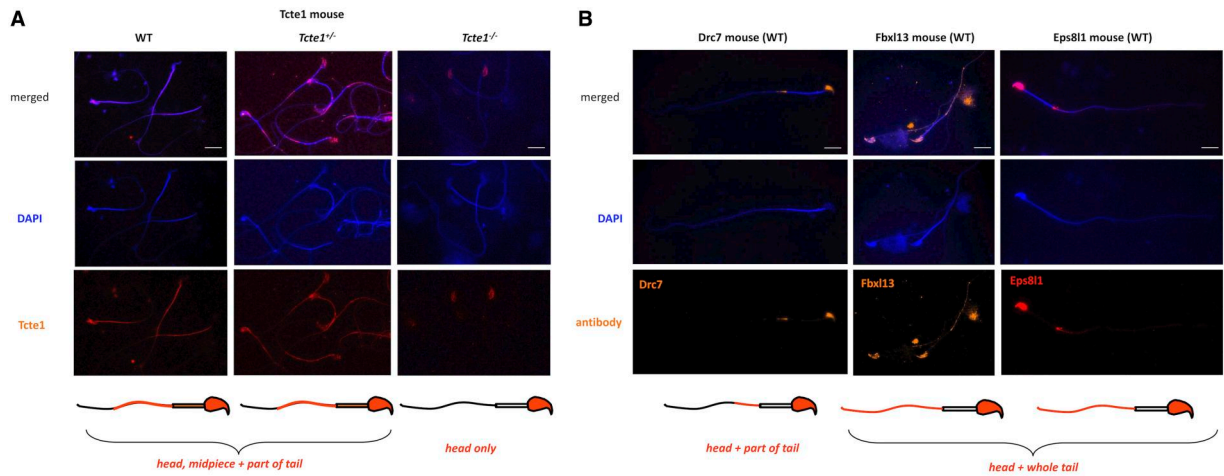 A
Tcte1 mouse
WT
Tcte1+/-
Tcte1-/-
merged
DAPI
Tcte1
head, midpiece + part of tail
head only
B
Drc7 mouse (WT)
Fbxl13 mouse (WT)
Eps8l1 mouse (WT)
merged
DAPI
antibody
Drc7
Fbxl13
Eps8l1
head + part of tail
head + whole tail